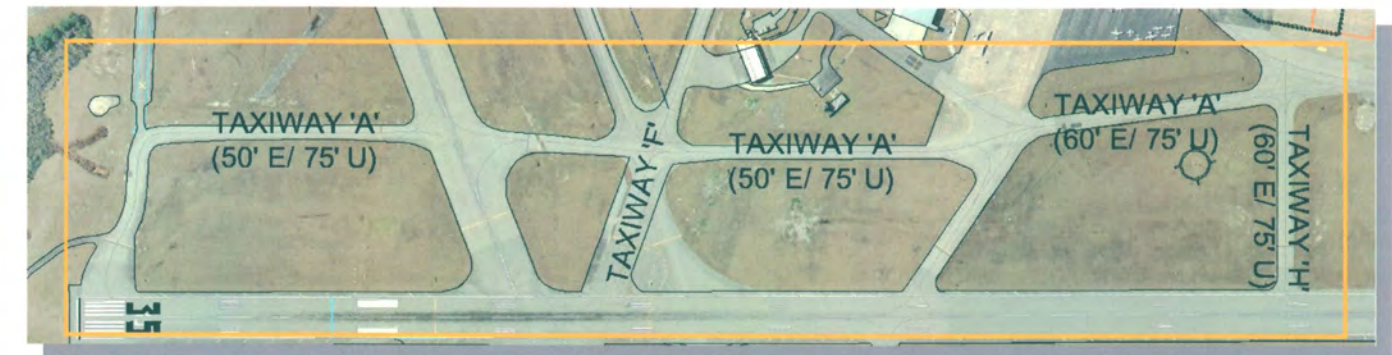 TAXIWAY 'A'
(50' E/ 75' U)
TAXIWAY 'F'
TAXIWAY 'A'
(50' E/ 75' U)
TAXIWAY 'A'
(60' E/ 75' U)
TAXIWAY 'H'
(60' E/ 75' U)
35